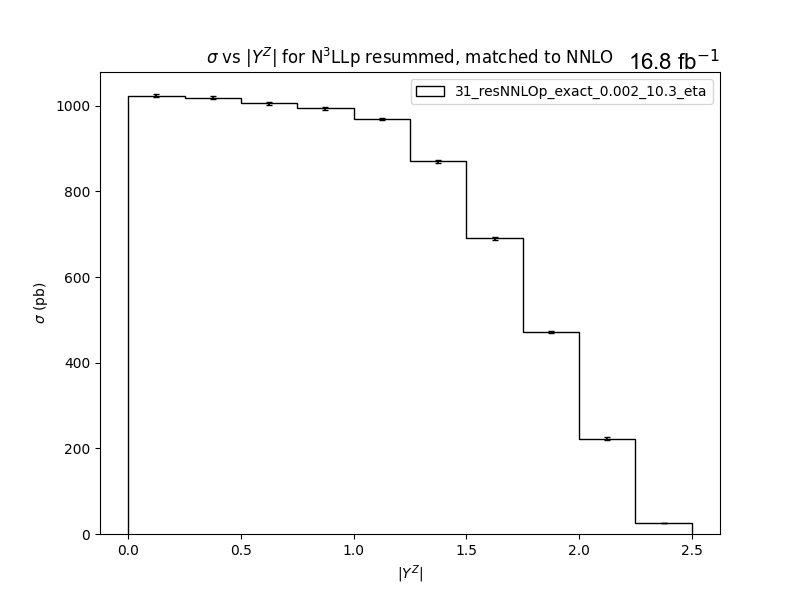 σ vs |Y^Z| for N³LLp resummed, matched to NNLO
16.8 fb⁻¹
31_resNNLOp_exact_0.002_10.3_eta
1000
800
600
400
200
0
σ (pb)
0.0 0.5 1.0 1.5 2.0 2.5
|Y^Z|